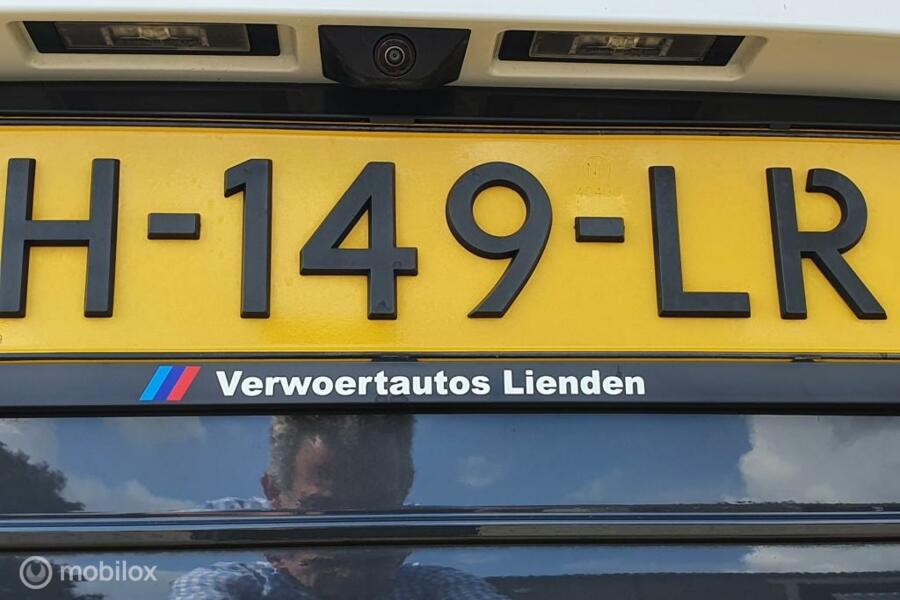 H-149-LR
Verwoertautos Lienden
mobilox